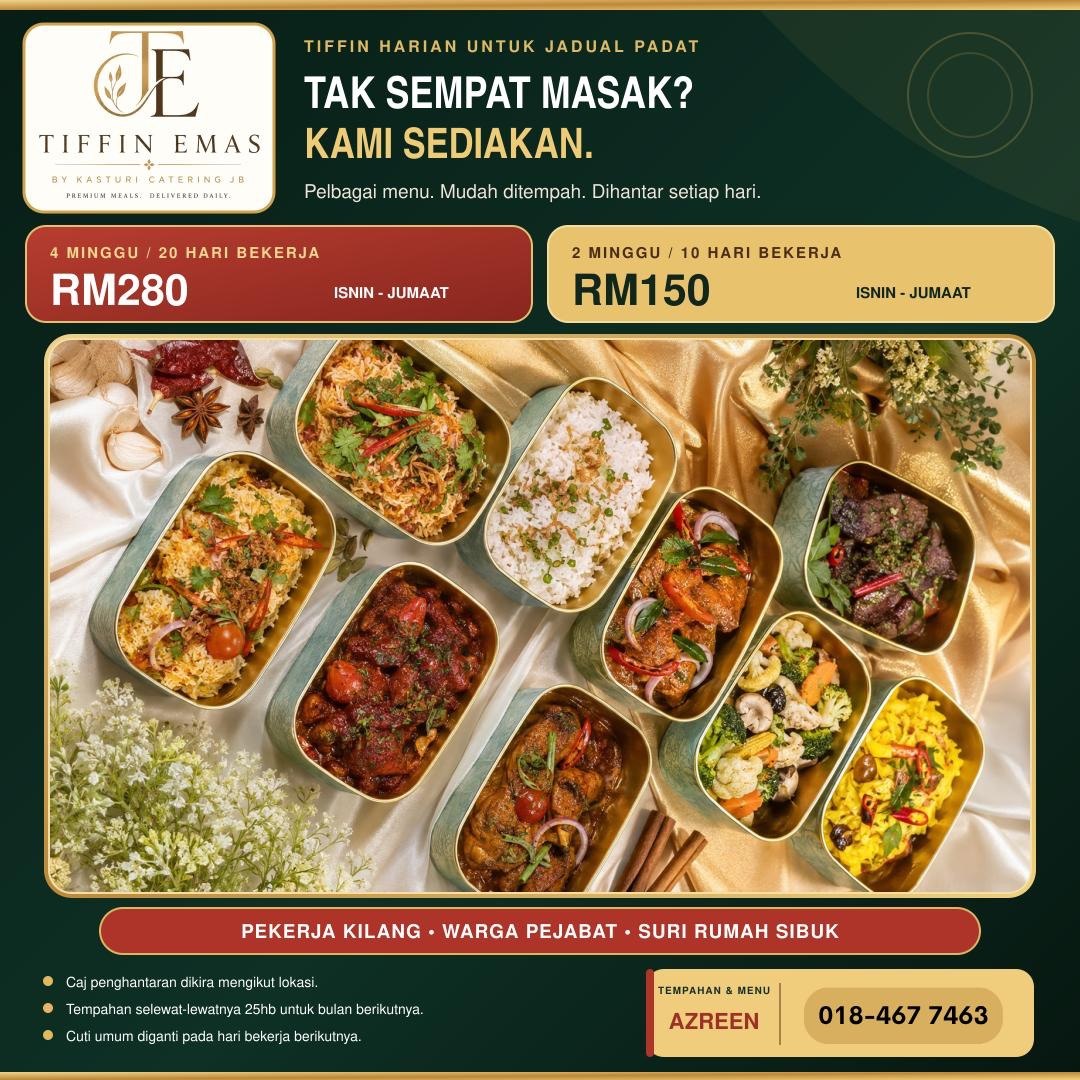 TE
TIFFIN EMAS
BY KASTURI CATERING JB
PREMIUM MEALS. DELIVERED DAILY.
TIFFIN HARIAN UNTUK JADUAL PADAT
TAK SEMPAT MASAK?
KAMI SEDIAKAN.
Pelbagai menu. Mudah ditempah. Dihantar setiap hari.
4 MINGGU / 20 HARI BEKERJA
RM280
ISNIN - JUMAAT
2 MINGGU / 10 HARI BEKERJA
RM150
ISNIN - JUMAAT
PEKERJA KILANG • WARGA PEJABAT • SURI RUMAH SIBUK
Caj penghantaran dikira mengikut lokasi.
Tempahan selewat-lewatnya 25hb untuk bulan berikutnya.
Cuti umum diganti pada hari bekerja berikutnya.
TEMPAHAN & MENU
AZREEN
018-467 7463